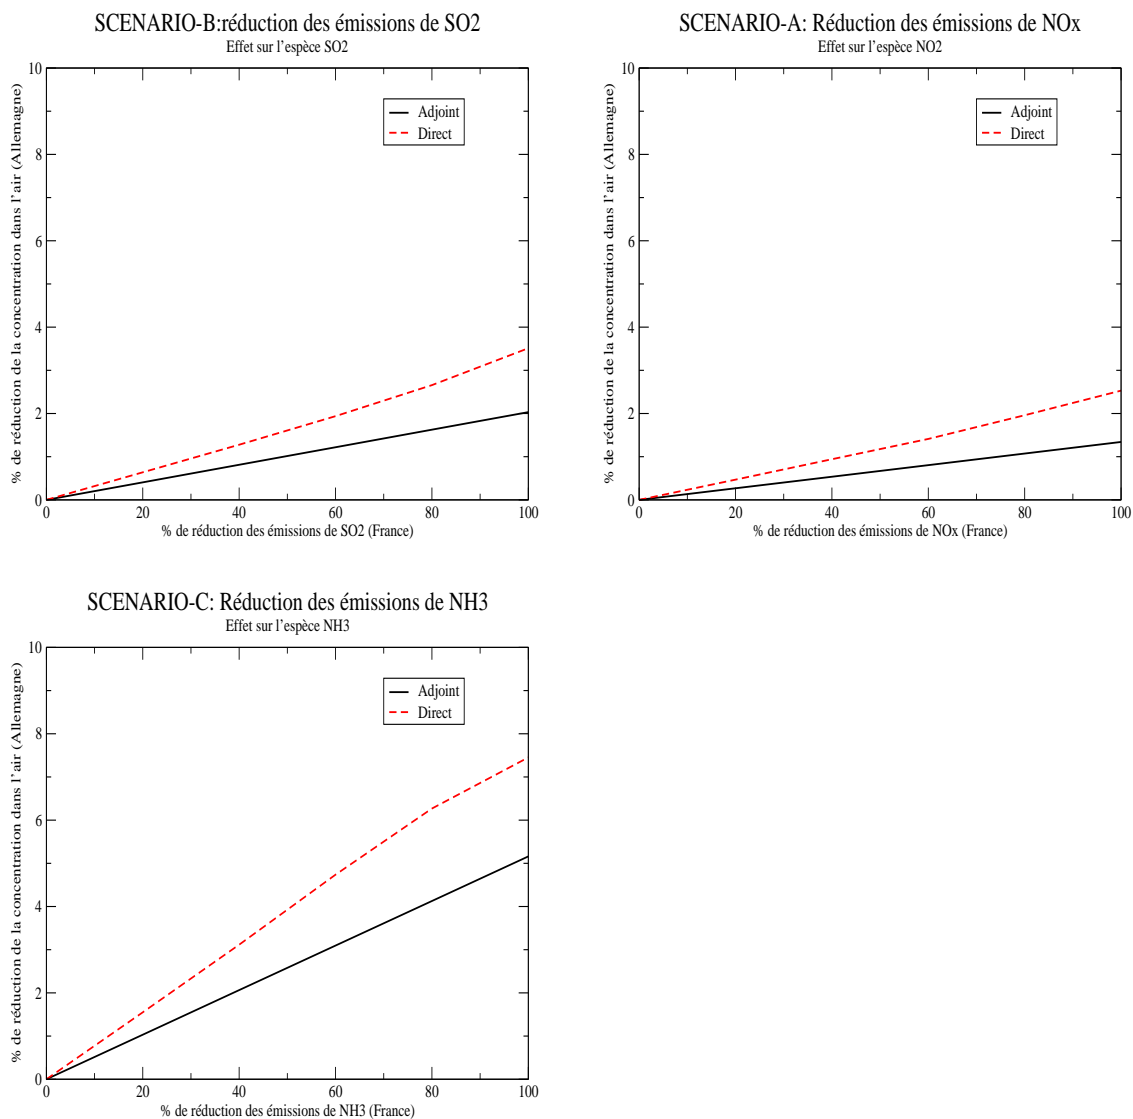 SCENARIO-B:réduction des émissions de SO2
Effet sur l'espèce SO2
% de réduction de la concentration dans l'air (Allemagne)
10
8
6
4
2
0
Adjoint
Direct
0 20 40 60 80 100
% de réduction des émissions de SO2 (France)
SCENARIO-A: Réduction des émissions de NOx
Effet sur l'espèce NO2
% de réduction de la concentration dans l'air (Allemagne)
10
8
6
4
2
0
Adjoint
Direct
0 20 40 60 80 100
% de réduction des émissions de NOx (France)
SCENARIO-C: Réduction des émissions de NH3
Effet sur l'espèce NH3
% de réduction de la concentration dans l'air (Allemagne)
10
8
6
4
2
0
Adjoint
Direct
0 20 40 60 80 100
% de réduction des émissions de NH3 (France)